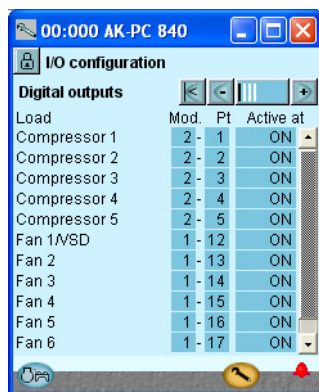 00:000 AK-PC 840
I/O configuration
Digital outputs
Load Mod. Pt Active at
Compressor 1 2 - 1 ON
Compressor 2 2 - 2 ON
Compressor 3 2 - 3 ON
Compressor 4 2 - 4 ON
Compressor 5 2 - 5 ON
Fan 1/VSD 1 - 12 ON
Fan 2 1 - 13 ON
Fan 3 1 - 14 ON
Fan 4 1 - 15 ON
Fan 5 1 - 16 ON
Fan 6 1 - 17 ON